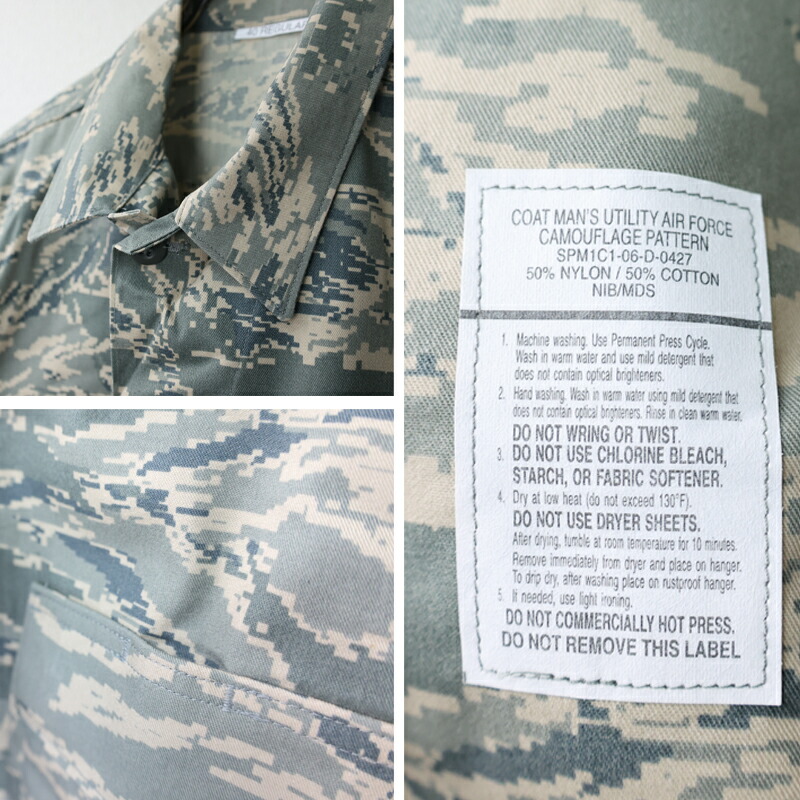 40 REGULAR
COAT MAN'S UTILITY AIR FORCE
CAMOUFLAGE PATTERN
SPM1C1-06-D-0427
50% NYLON / 50% COTTON
NIB/MDS
1. Machine washing. Use Permanent Press Cycle.
Wash in warm water and use mild detergent that
does not contain optical brighteners.
2. Hand washing. Wash in warm water using mild detergent that
does not contain optical brighteners. Rinse in clean warm water.
DO NOT WRING OR TWIST.
3. DO NOT USE CHLORINE BLEACH,
STARCH, OR FABRIC SOFTENER.
4. Dry at low heat (do not exceed 130°F).
DO NOT USE DRYER SHEETS.
After drying, tumble at room temperature for 10 minutes.
Remove immediately from dryer and place on hanger.
To drip dry, after washing place on rustproof hanger.
5. If needed, use light ironing.
DO NOT COMMERCIALLY HOT PRESS.
DO NOT REMOVE THIS LABEL